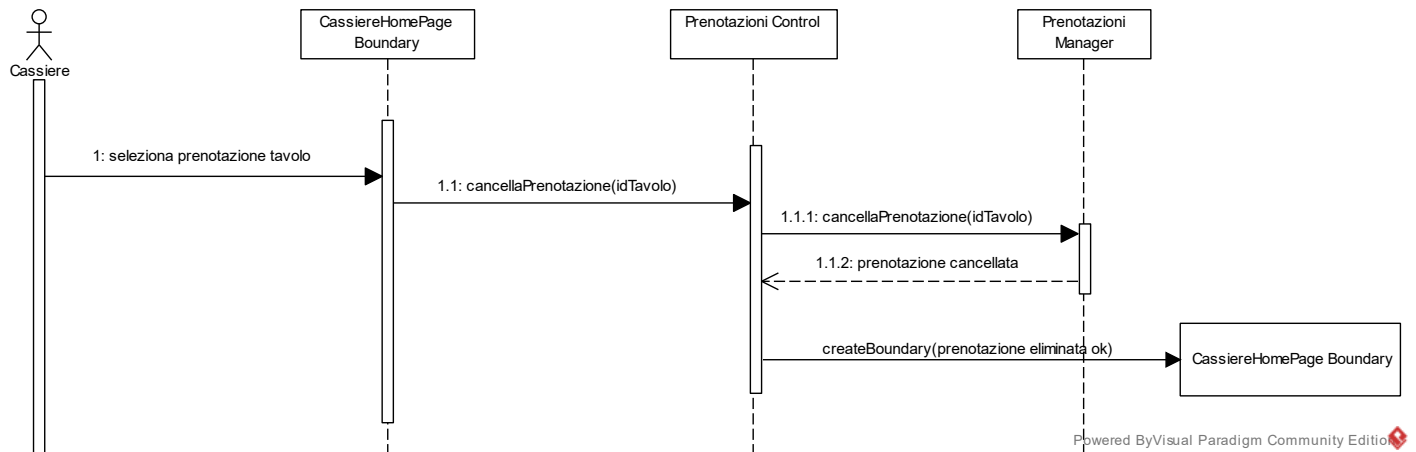 CassiereHomePage
Boundary
Prenotazioni Control
Prenotazioni
Manager
Cassiere
1: seleziona prenotazione tavolo
1.1: cancellaPrenotazione(idTavolo)
1.1.1: cancellaPrenotazione(idTavolo)
1.1.2: prenotazione cancellata
createBoundary(prenotazione eliminata ok)
CassiereHomePage Boundary
Powered ByVisual Paradigm Community Edition